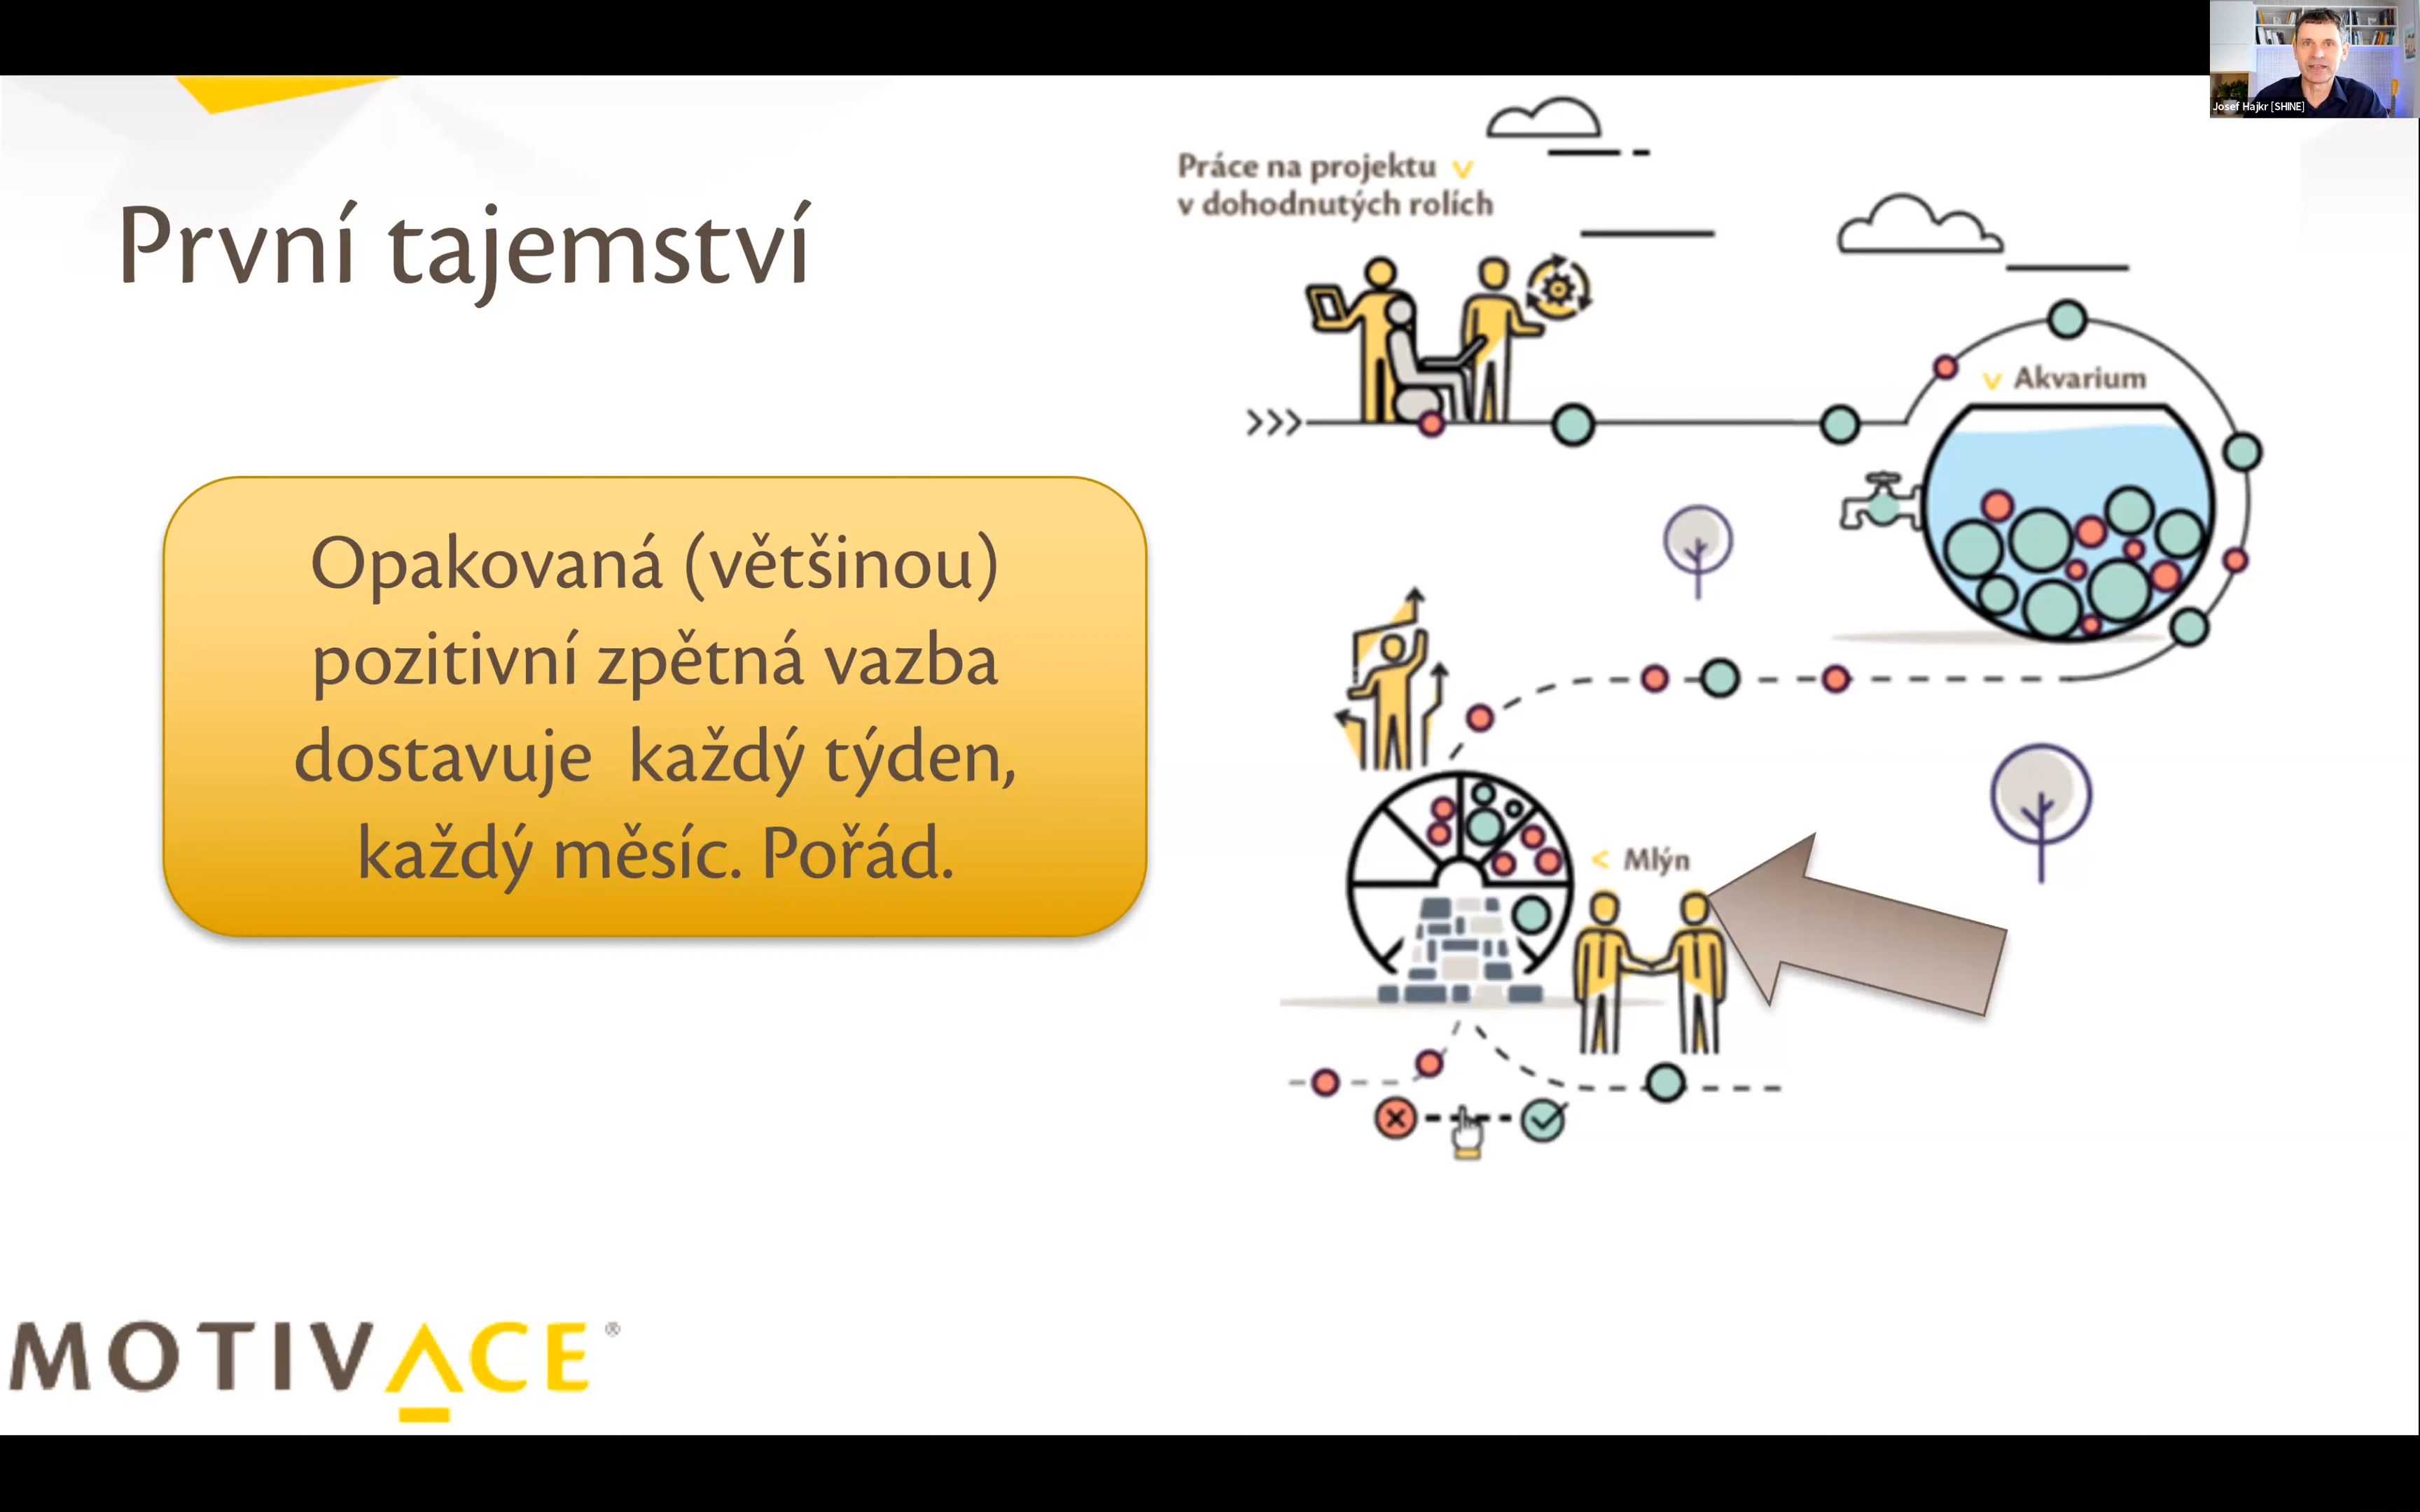 Josef Hajkr [SHINE]
První tajemství
Práce na projektu
v dohodnutých rolích
Akvarium
Opakovaná (většinou)
pozitivní zpětná vazba
dostavuje  každý týden,
každý měsíc. Pořád.
< Mlýn
MOTIVACE®